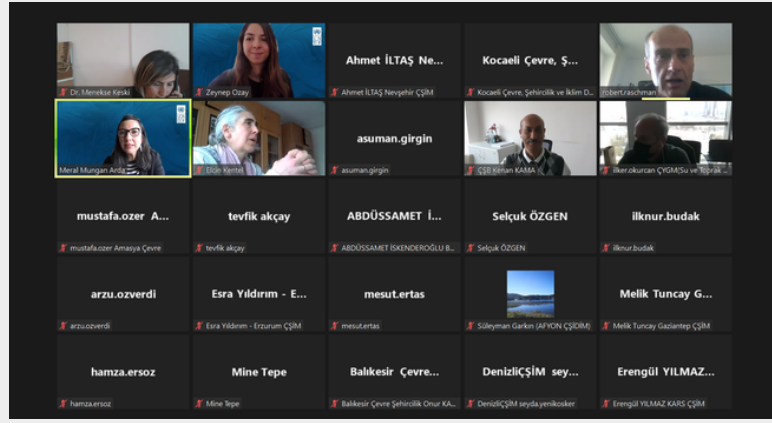 Dr. Menekse Keski
Zeynep Ozay
Ahmet İLTAŞ Ne...
Ahmet İLTAŞ Nevşehir ÇŞİM
Kocaeli Çevre, Ş...
Kocaeli Çevre, Şehircilik ve İklim D...
robert.raschman
Meral Mungan Arda
Elcin Kentel
asuman.girgin
asuman.girgin
ÇŞB Kenan KAMA
ilker.okurcan ÇYGM(Su ve Toprak ...
mustafa.ozer A...
mustafa.ozer Amasya Çevre
tevfik akçay
tevfik akçay
ABDÜSSAMET İ...
ABDÜSSAMET İSKENDEROĞLU B...
Selçuk ÖZGEN
Selçuk ÖZGEN
ilknur.budak
ilknur.budak
arzu.ozverdi
arzu.ozverdi
Esra Yıldırım - E...
Esra Yıldırım - Erzurum ÇŞİM
mesut.ertas
mesut.ertas
Süleyman Garkın (AFYON ÇŞİDİM)
Melik Tuncay G...
Melik Tuncay Gaziantep ÇŞİM
hamza.ersoz
hamza.ersoz
Mine Tepe
Mine Tepe
Balıkesir Çevre...
Balıkesir Çevre Şehircilik Onur KA...
DenizliÇŞİM sey...
DenizliÇŞİM seyda.yenikosker
Erengül YILMAZ...
Erengül YILMAZ KARS ÇŞİM